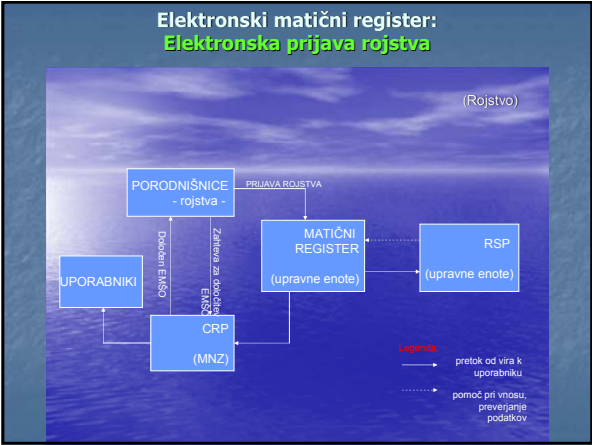 Elektronski matični register:
Elektronska prijava rojstva
(Rojstvo)
PORODNIŠNICE
- rojstva -
PRIJAVA ROJSTVA
MATIČNI
REGISTER
(upravne enote)
RSP
(upravne enote)
Določen EMŠO
Zahteva za določitev
EMŠO
UPORABNIKI
CRP
(MNZ)
Legenda
pretok od vira k
uporabniku
pomoč pri vnosu,
preverjanje
podatkov